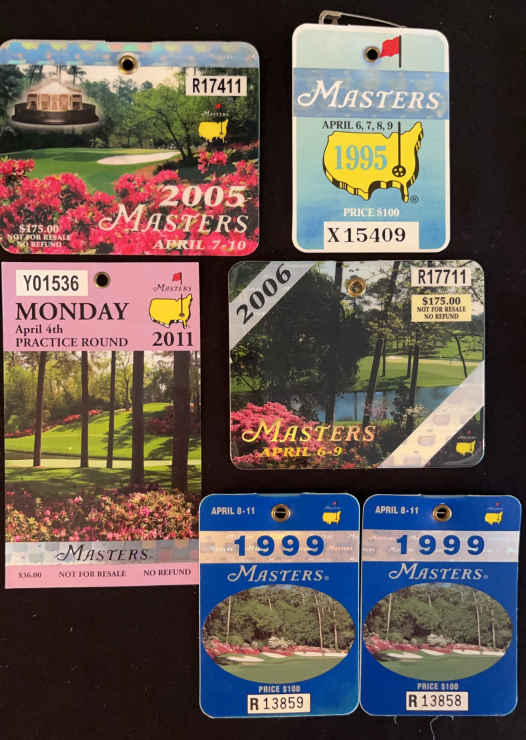 R17411
MASTERS
2005
MASTERS
APRIL 7-10
$175.00
NOT FOR RESALE
NO REFUND
MASTERS
APRIL 6, 7, 8, 9
1995
®
PRICE $100
X15409
Y01536
MASTERS
MONDAY
April 4th
PRACTICE ROUND
2011
MASTERS
$36.00 NOT FOR RESALE NO REFUND
2006
R17711
$175.00
NOT FOR RESALE
NO REFUND
MASTERS
APRIL 6-9
APRIL 8-11
1999
MASTERS®
PRICE $100
R 13859
APRIL 8-11
1999
MASTERS®
PRICE $100
R 13858